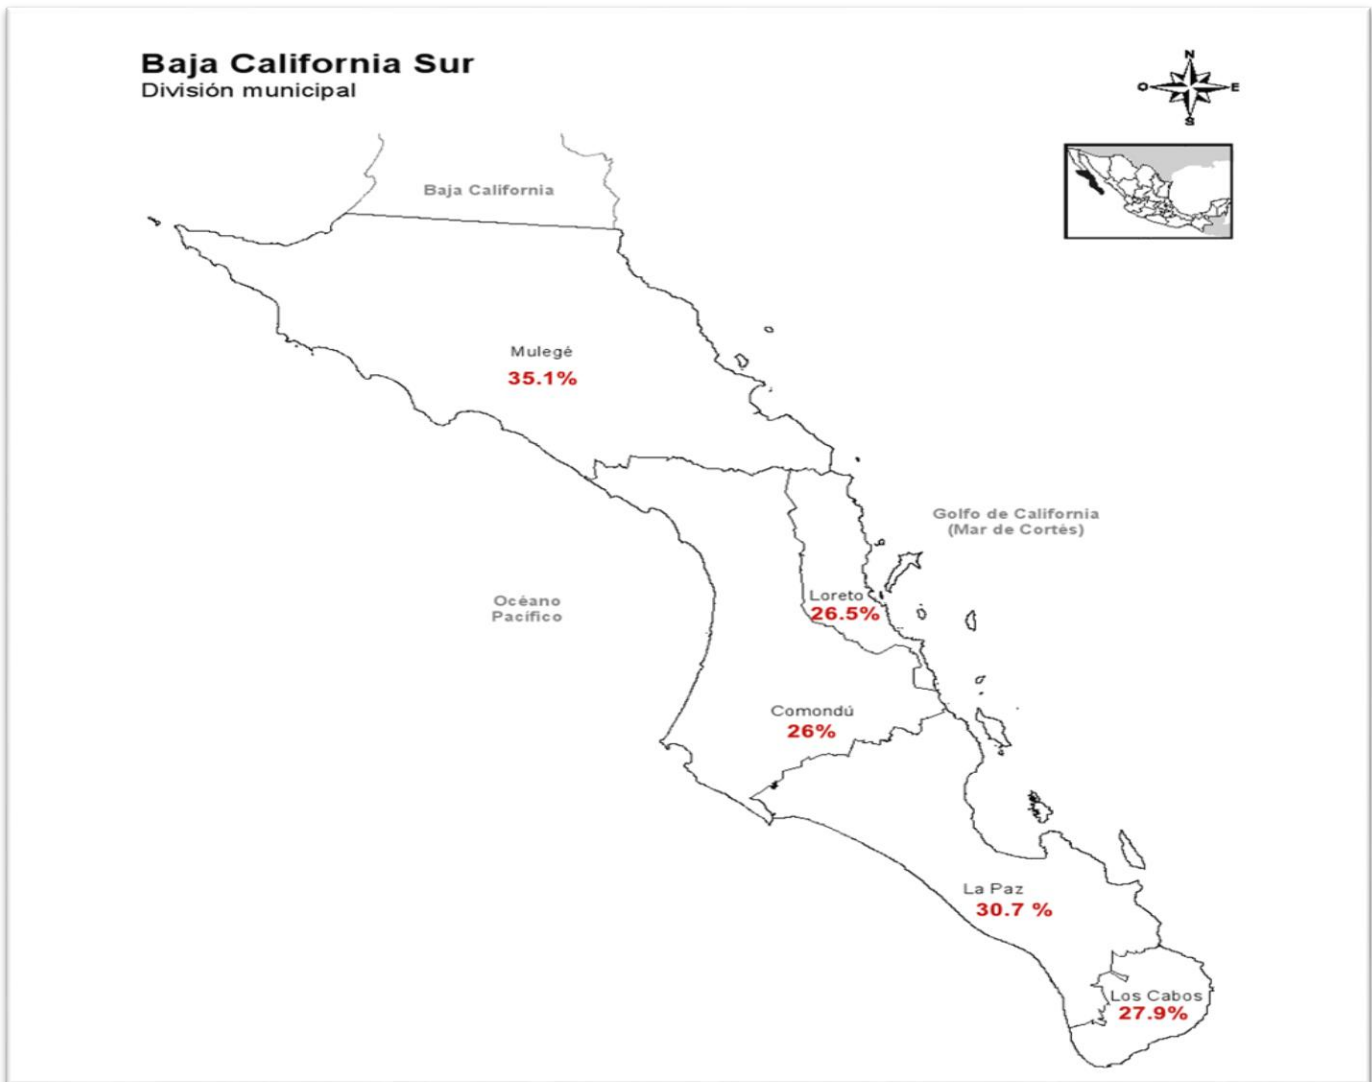 Baja California Sur
División municipal
N
O
E
S
Baja California
Mulegé
35.1%
Golfo de California
(Mar de Cortés)
Océano
Pacífico
Loreto
26.5%
Comondú
26%
La Paz
30.7 %
Los Cabos
27.9%